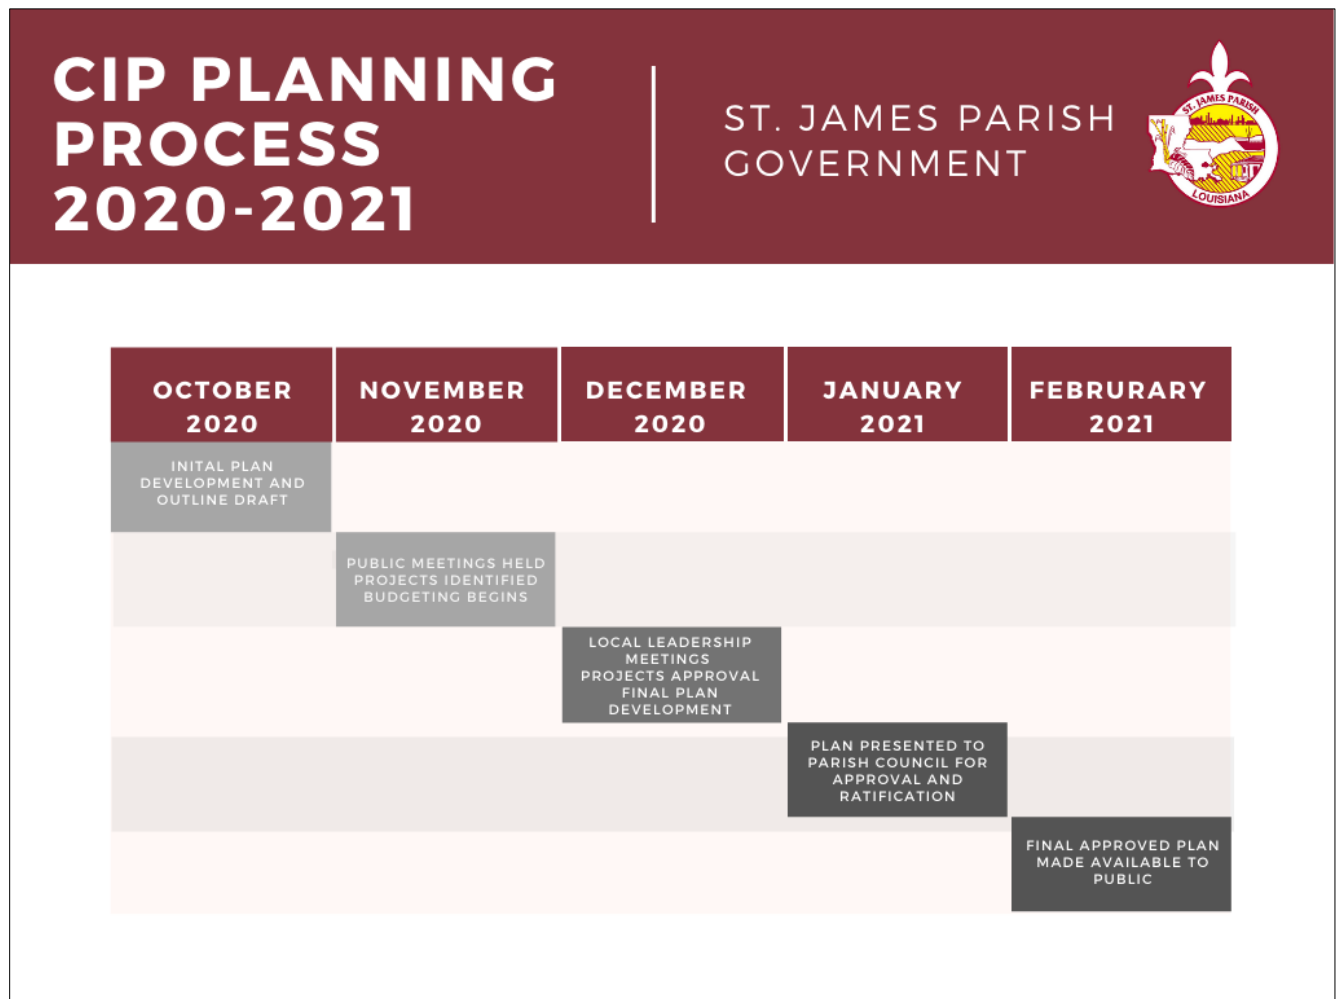 CIP PLANNING
PROCESS
2020-2021
ST. JAMES PARISH
GOVERNMENT
ST. JAMES PARISH
LOUISIANA
OCTOBER
2020
NOVEMBER
2020
DECEMBER
2020
JANUARY
2021
FEBRURARY
2021
INITAL PLAN
DEVELOPMENT AND
OUTLINE DRAFT
PUBLIC MEETINGS HELD
PROJECTS IDENTIFIED
BUDGETING BEGINS
LOCAL LEADERSHIP
MEETINGS
PROJECTS APPROVAL
FINAL PLAN
DEVELOPMENT
PLAN PRESENTED TO
PARISH COUNCIL FOR
APPROVAL AND
RATIFICATION
FINAL APPROVED PLAN
MADE AVAILABLE TO
PUBLIC